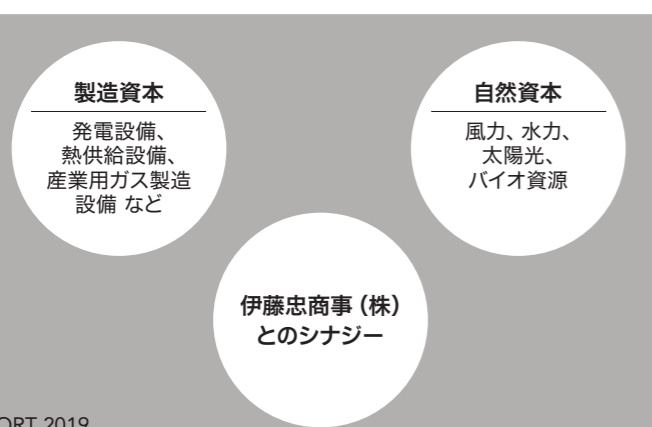 製造資本
発電設備、
熱供給設備、
産業用ガス製造
設備 など
自然資本
風力、水力、
太陽光、
バイオ資源
伊藤忠商事（株）
とのシナジー
ORT 2019